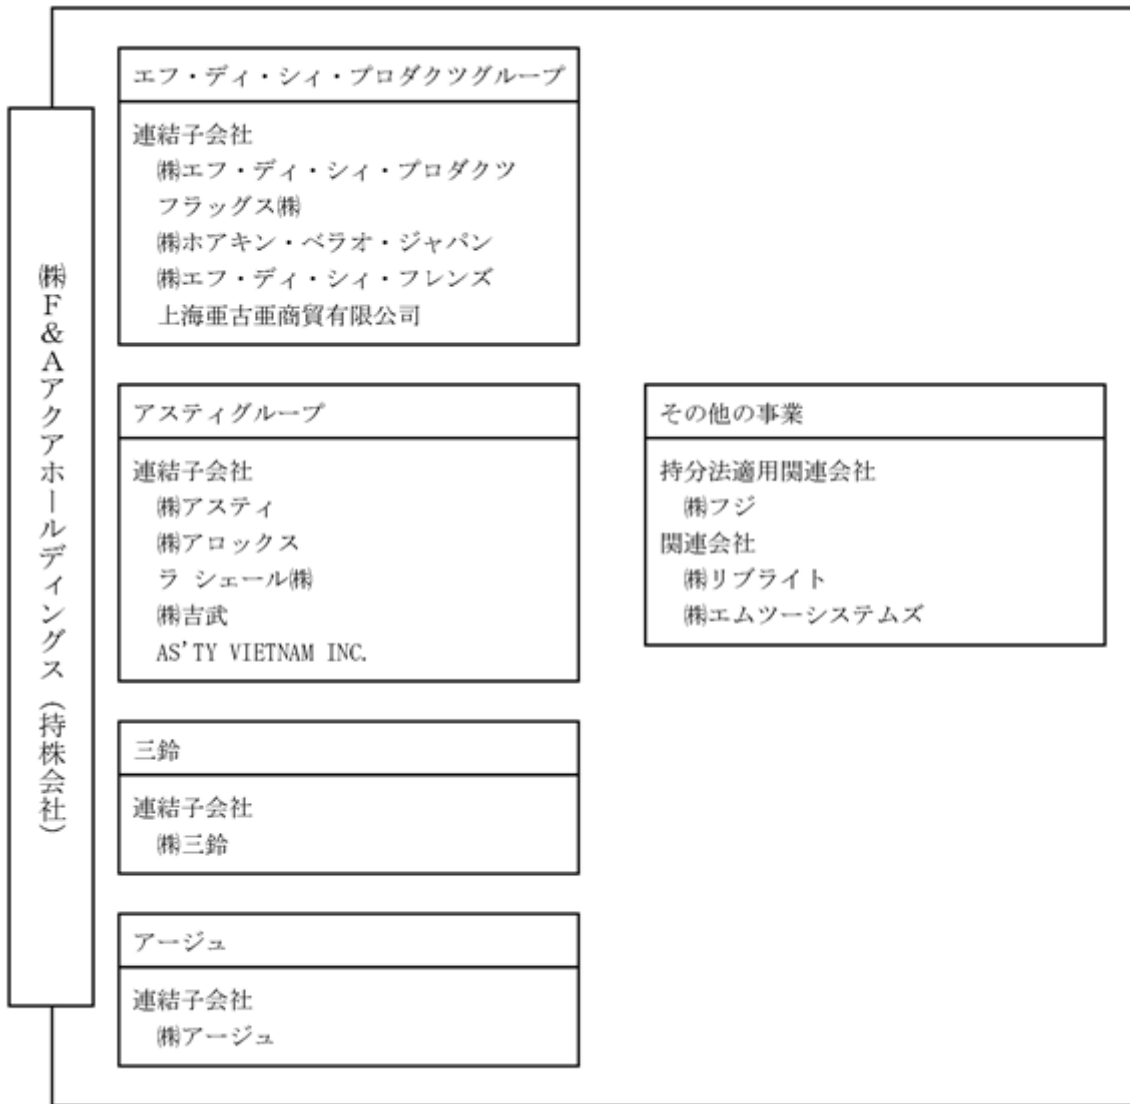 ㈱F&Aアクアホールディングス（持株会社）
エフ・ディ・シィ・プロダクツグループ
連結子会社
㈱エフ・ディ・シィ・プロダクツ
フラッグス㈱
㈱ホアキン・ベラオ・ジャパン
㈱エフ・ディ・シィ・フレンズ
上海亜古亜商貿有限公司
アスティグループ
連結子会社
㈱アスティ
㈱アロックス
ラ シェール㈱
㈱吉武
AS'TY VIETNAM INC.
三鈴
連結子会社
㈱三鈴
アージュ
連結子会社
㈱アージュ
その他の事業
持分法適用関連会社
㈱フジ
関連会社
㈱リブライト
㈱エムツーシステムズ